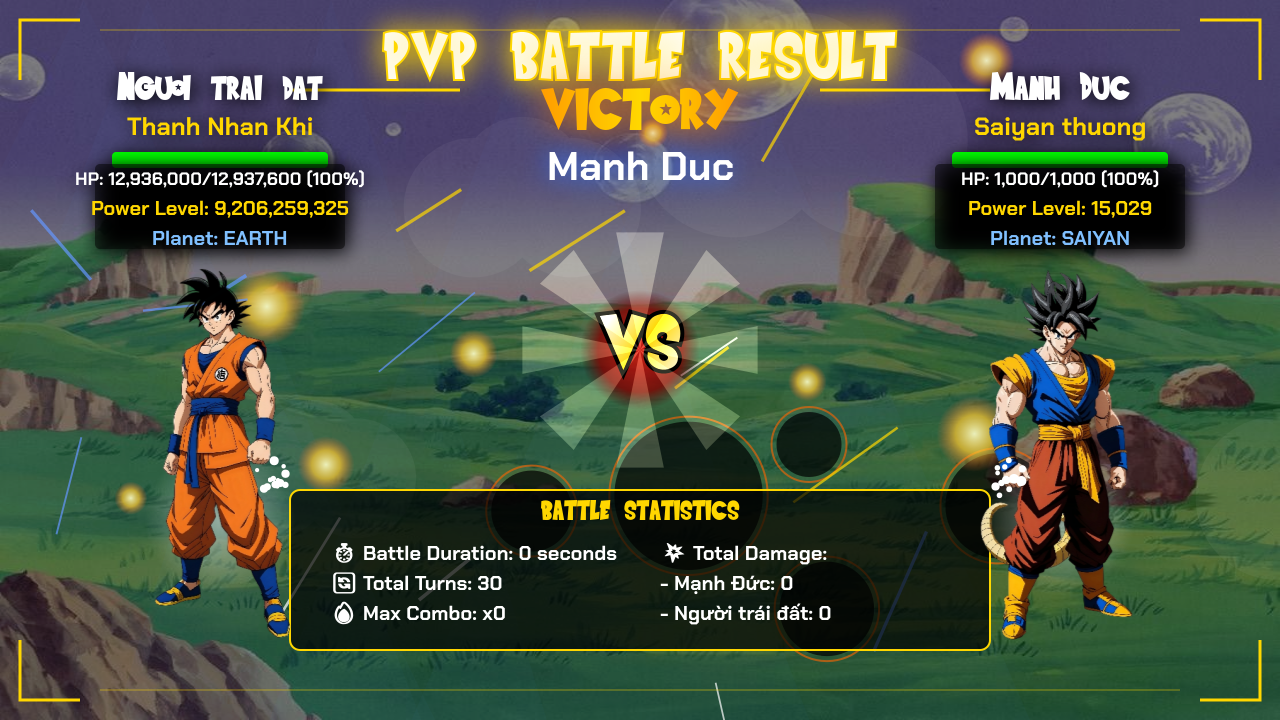 PVP BATTLE RESULT
VICTORY
Manh Duc
Nguoi trai dat
Thanh Nhan Khi
HP: 12,936,000/12,937,600 (100%)
Power Level: 9,206,259,325
Planet: EARTH
Manh Duc
Saiyan thuong
HP: 1,000/1,000 (100%)
Power Level: 15,029
Planet: SAIYAN
VS
BATTLE STATISTICS
Battle Duration: 0 seconds
Total Turns: 30
Max Combo: x0
Total Damage:
- Mạnh Đức: 0
- Người trái đất: 0